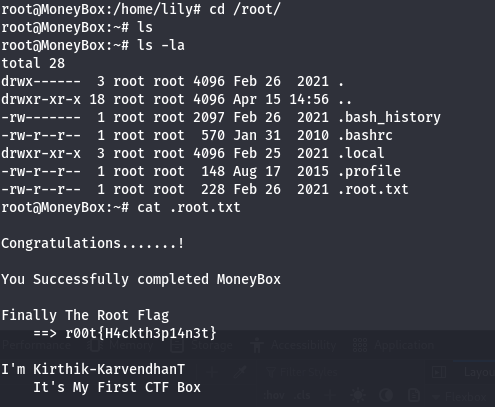 root@MoneyBox:/home/lily# cd /root/
root@MoneyBox:~# ls
root@MoneyBox:~# ls -la
total 28
drwx------  3 root root 4096 Feb 26  2021 .
drwxr-xr-x 18 root root 4096 Apr 15 14:56 ..
-rw-------  1 root root 2097 Feb 26  2021 .bash_history
-rw-r--r--  1 root root  570 Jan 31  2010 .bashrc
drwxr-xr-x  3 root root 4096 Feb 25  2021 .local
-rw-r--r--  1 root root  148 Aug 17  2015 .profile
-rw-r--r--  1 root root  228 Feb 26  2021 .root.txt
root@MoneyBox:~# cat .root.txt
Congratulations.......!
You Successfully completed MoneyBox
Finally The Root Flag
==> r00t{H4ckth3p14n3t}
Performance Memory Storage Accessibility Application
I'm Kirthik-KarvendhanT
It's My First CTF Box